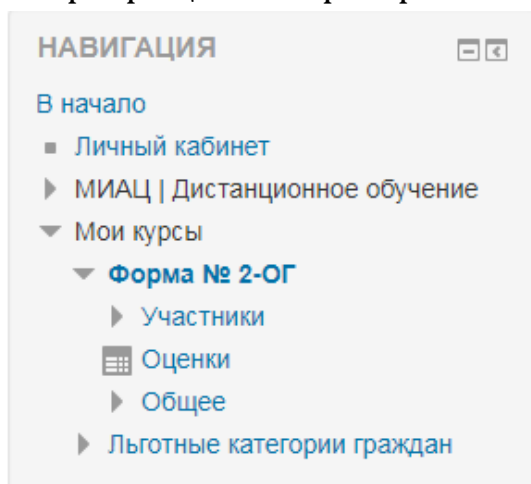 НАВИГАЦИЯ
В начало
Личный кабинет
МИАЦ | Дистанционное обучение
Мои курсы
Форма № 2-ОГ
Участники
Оценки
Общее
Льготные категории граждан